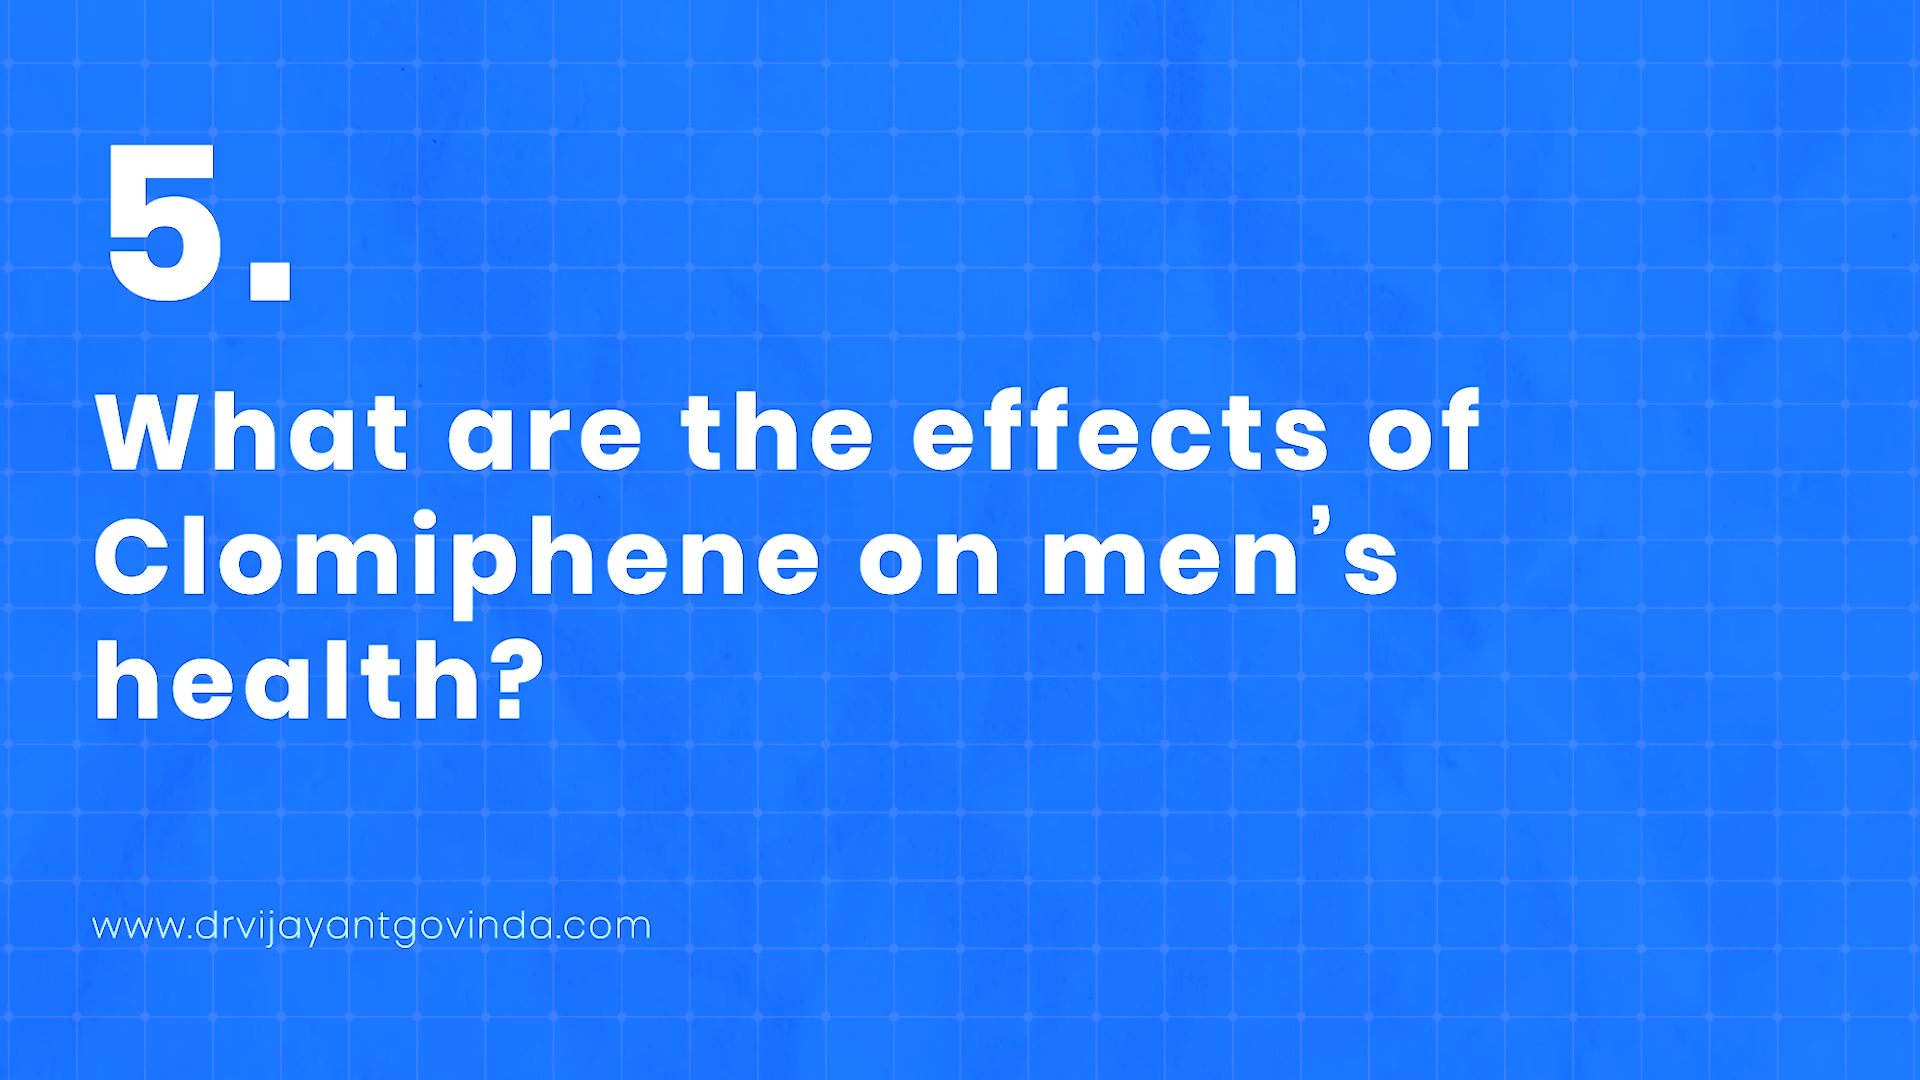 5.
What are the effects of
Clomiphene on men’s
health?
www.drvijayantgovinda.com